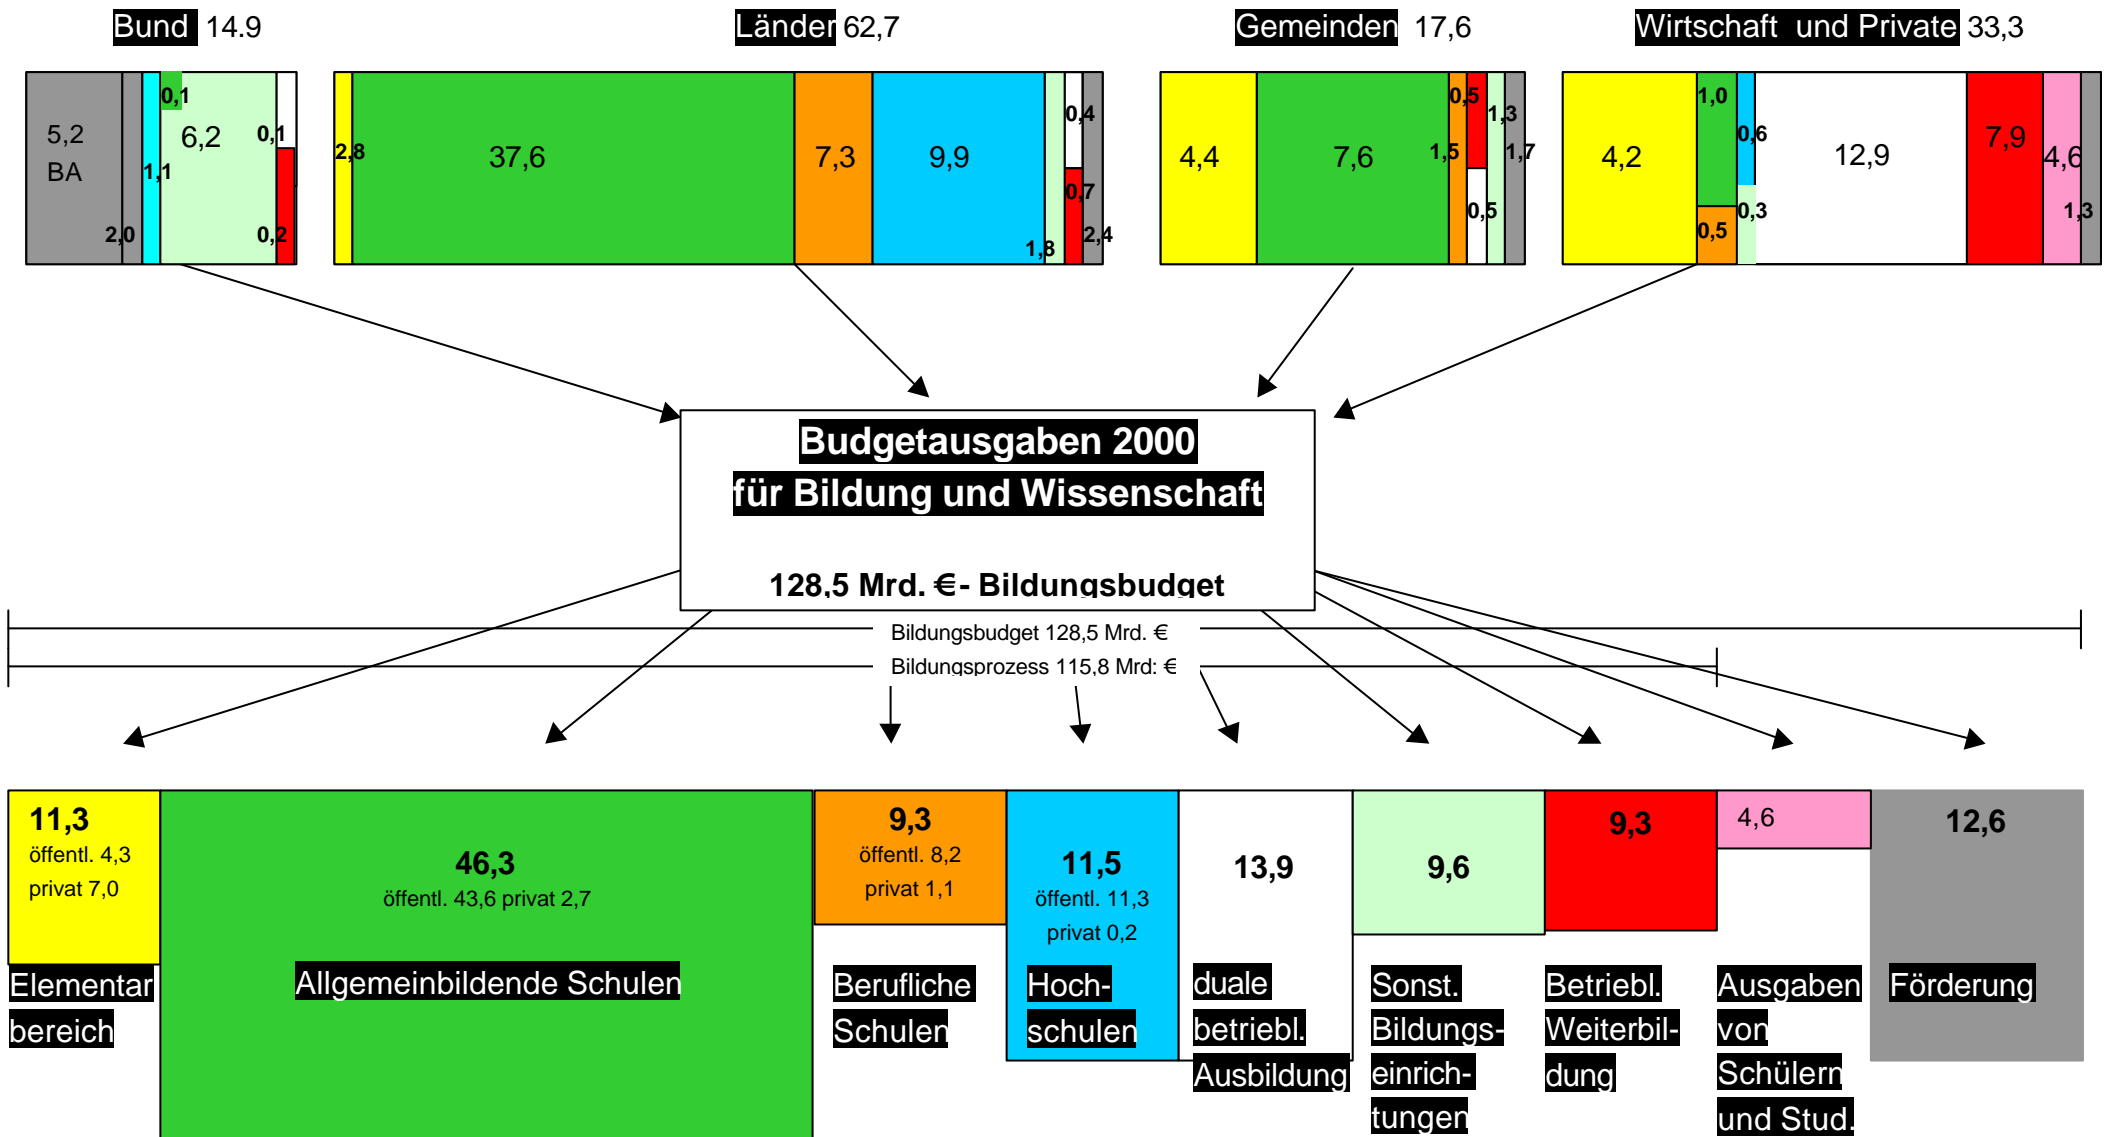 Bund 14.9
Länder 62,7
Gemeinden 17,6
Wirtschaft und Private 33,3
5,2
BA
2,0
1,1
0,1
6,2
0,1
0,2
2,8
37,6
7,3
9,9
1,8
0,4
0,7
2,4
4,4
7,6
1,5
0,5
0,5
1,3
1,7
4,2
1,0
0,5
0,6
0,3
12,9
7,9
4,6
1,3
Budgetausgaben 2000
für Bildung und Wissenschaft
128,5 Mrd. €- Bildungsbudget
Bildungsbudget 128,5 Mrd. €
Bildungsprozess 115,8 Mrd: €
11,3
öffentl. 4,3
privat 7,0
Elementar
bereich
46,3
öffentl. 43,6 privat 2,7
Allgemeinbildende Schulen
9,3
öffentl. 8,2
privat 1,1
Berufliche
Schulen
11,5
öffentl. 11,3
privat 0,2
Hoch-
schulen
13,9
duale
betriebl.
Ausbildung
9,6
Sonst.
Bildungs-
einrich-
tungen
9,3
Betriebl.
Weiterbil-
dung
4,6
Ausgaben
von
Schülern
und Stud.
12,6
Förderung